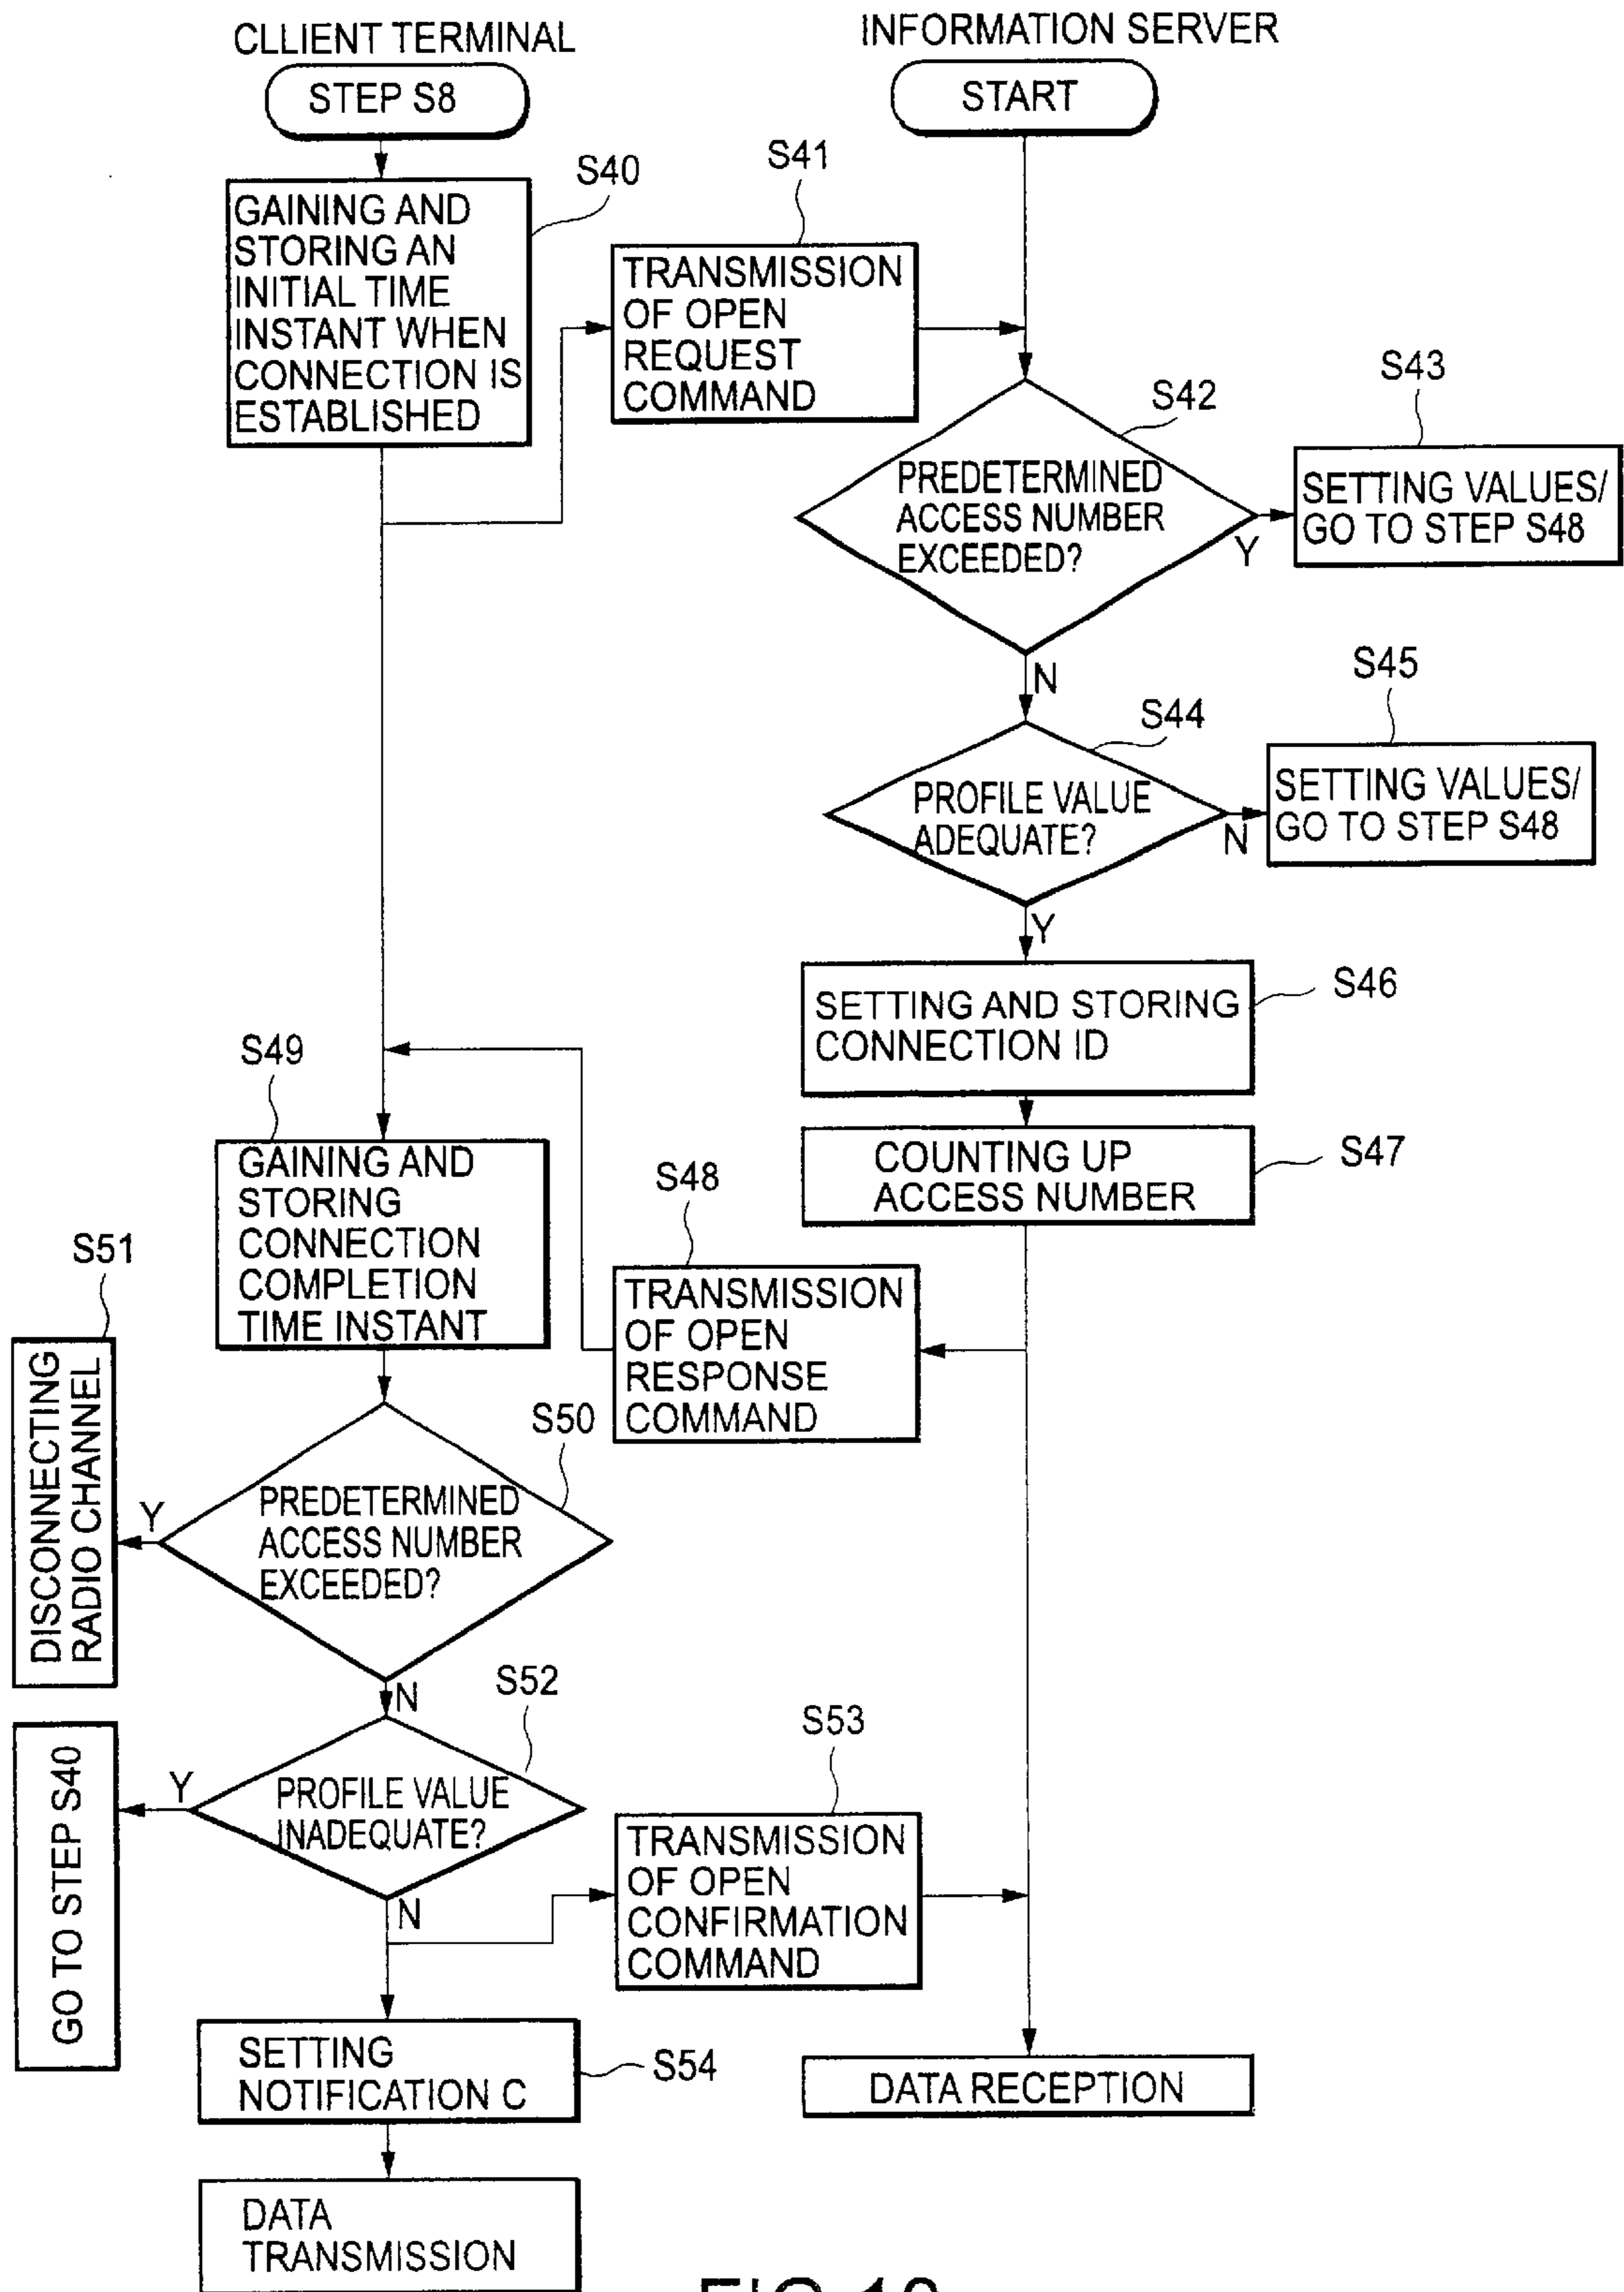 CLLIENT TERMINAL
STEP S8
INFORMATION SERVER
START
S40
GAINING AND
STORING AN
INITIAL TIME
INSTANT WHEN
CONNECTION IS
ESTABLISHED
S41
TRANSMISSION
OF OPEN
REQUEST
COMMAND
S42
PREDETERMINED
ACCESS NUMBER
EXCEEDED?
Y
N
S43
SETTING VALUES/
GO TO STEP S48
S44
PROFILE VALUE
ADEQUATE?
N
Y
S45
SETTING VALUES/
GO TO STEP S48
S46
SETTING AND STORING
CONNECTION ID
S47
COUNTING UP
ACCESS NUMBER
S48
TRANSMISSION
OF OPEN
RESPONSE
COMMAND
S49
GAINING AND
STORING
CONNECTION
COMPLETION
TIME INSTANT
S50
PREDETERMINED
ACCESS NUMBER
EXCEEDED?
Y
N
S51
DISCONNECTING
RADIO CHANNEL
S52
PROFILE VALUE
INADEQUATE?
Y
N
GO TO STEP S40
S53
TRANSMISSION
OF OPEN
CONFIRMATION
COMMAND
SETTING
NOTIFICATION C
S54
DATA RECEPTION
DATA
TRANSMISSION